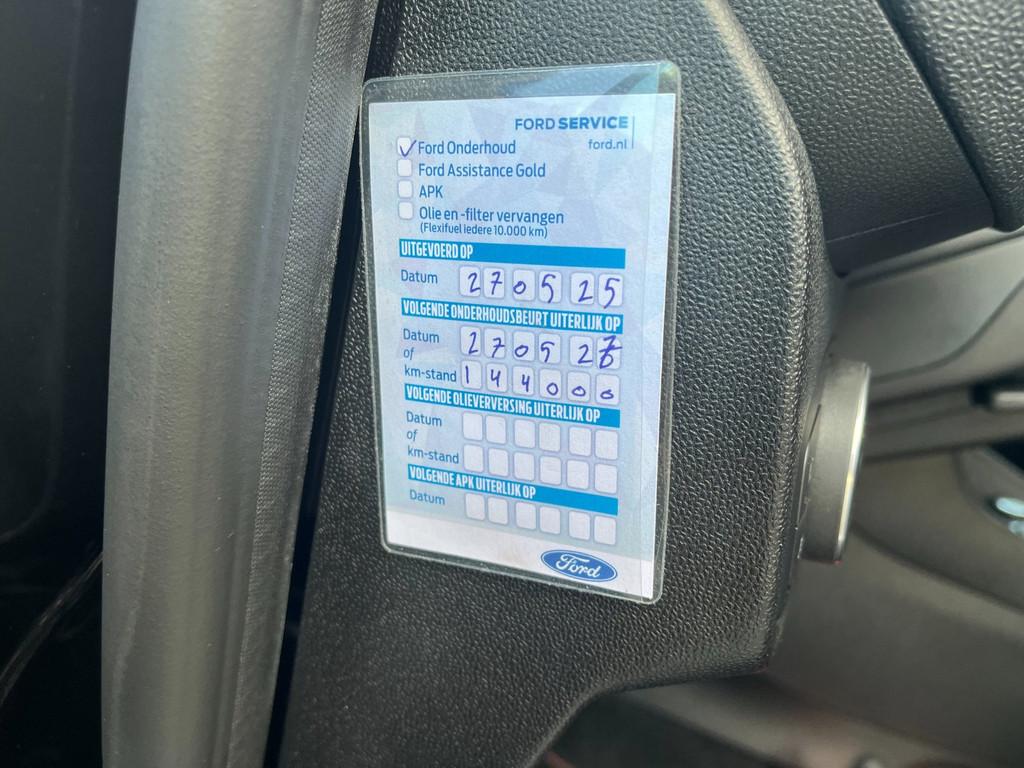 FORD SERVICE
ford.nl
Ford Onderhoud
Ford Assistance Gold
APK
Olie en -filter vervangen
(Flexifuel iedere 10.000 km)
UITGEVOERD OP
Datum 270525
VOLGENDE ONDERHOUDSBEURT UITERLIJK OP
Datum 270527
of
km-stand 144000
VOLGENDE OLIEVERVERSING UITERLIJK OP
Datum
of
km-stand
VOLGENDE APK UITERLIJK OP
Datum
Ford